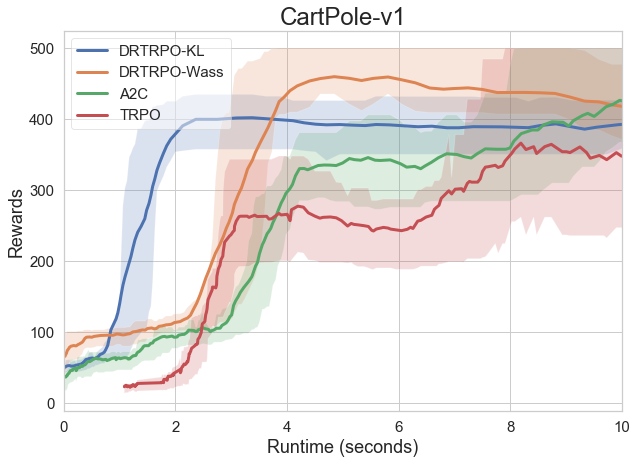 CartPole-v1
DRTRPO-KL
DRTRPO-Wass
A2C
TRPO
Rewards
500
400
300
200
100
0
0 2 4 6 8 10
Runtime (seconds)